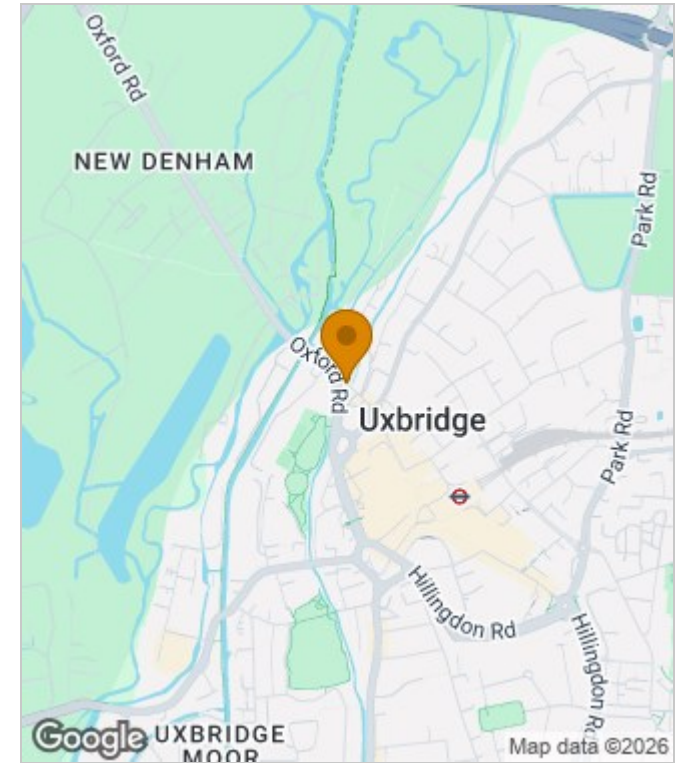 Oxford Rd
NEW DENHAM
Park Rd
Oxford Rd
Uxbridge
Park Rd
Hillingdon Rd
Hillingdon Rd
UXBRIDGE
MOOR
Google
Map data ©2026